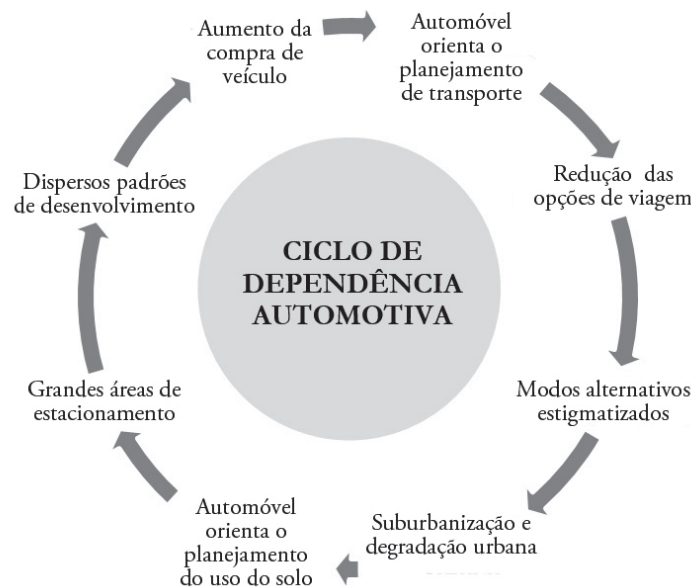 Aumento da
compra de
veículo
Automóvel
orienta o
planejamento
de transporte
Redução das
opções de viagem
Modos alternativos
estigmatizados
Suburbanização e
degradação urbana
Automóvel
orienta o
planejamento
do uso do solo
Grandes áreas de
estacionamento
Dispersos padrões
de desenvolvimento
CICLO DE
DEPENDÊNCIA
AUTOMOTIVA